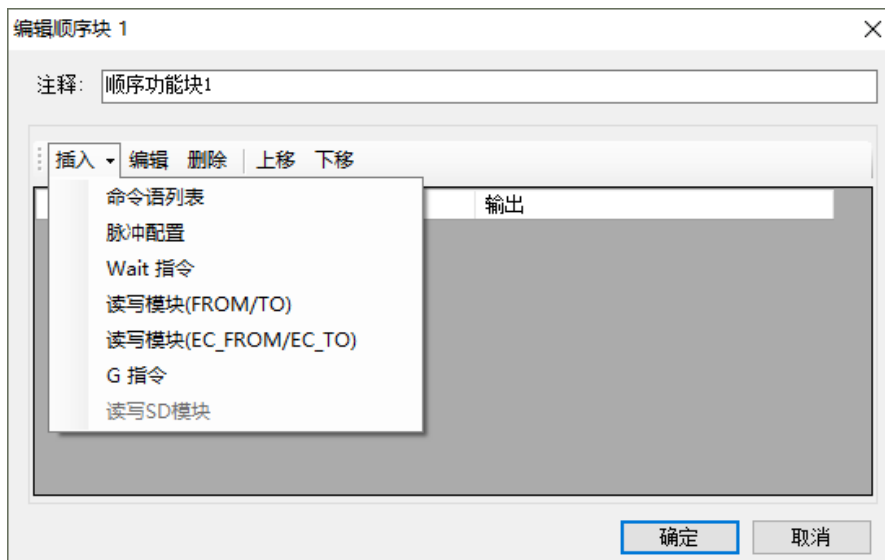 编辑顺序块 1
注释: 顺序功能块1
插入 编辑 删除 上移 下移
输出
命令语列表
脉冲配置
Wait 指令
读写模块(FROM/TO)
读写模块(EC_FROM/EC_TO)
G 指令
读写SD模块
确定 取消